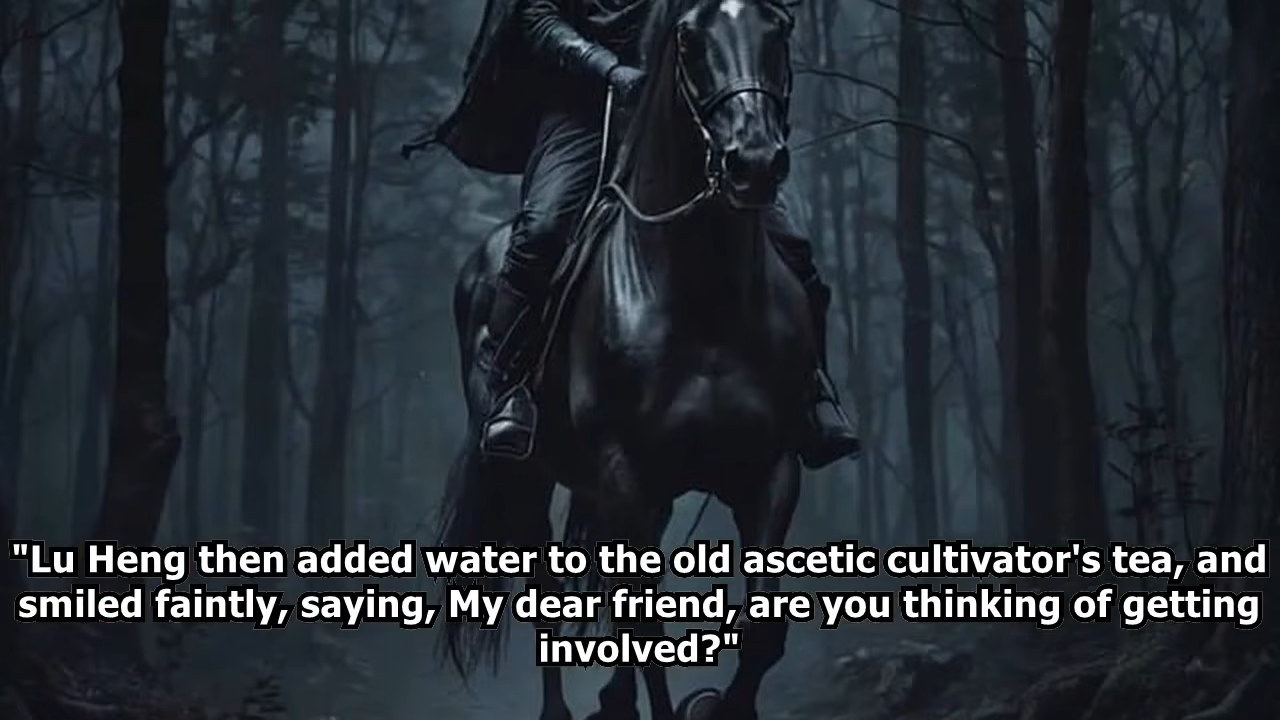 "Lu Heng then added water to the old ascetic cultivator's tea, and
smiled faintly, saying, My dear friend, are you thinking of getting
involved?"